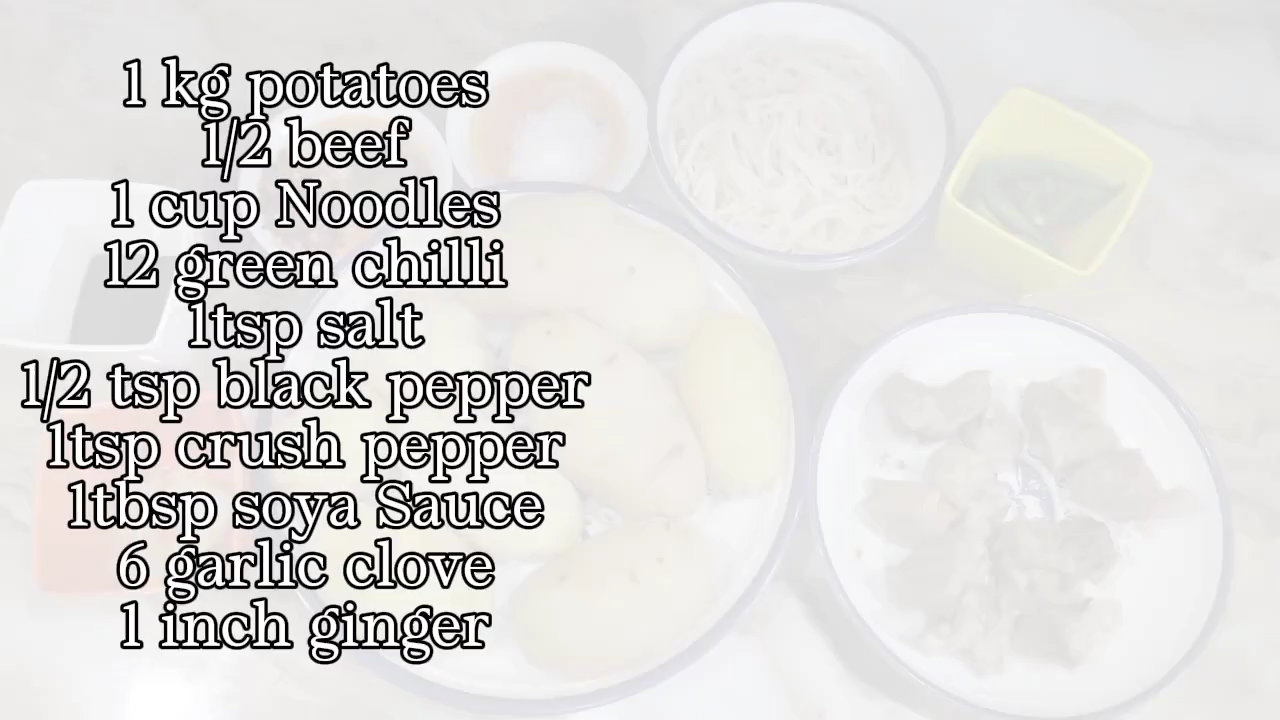 1 kg potatoes
1/2 beef
1 cup Noodles
12 green chilli
1tsp salt
1/2 tsp black pepper
1tsp crush pepper
1tbsp soya Sauce
6 garlic clove
1 inch ginger